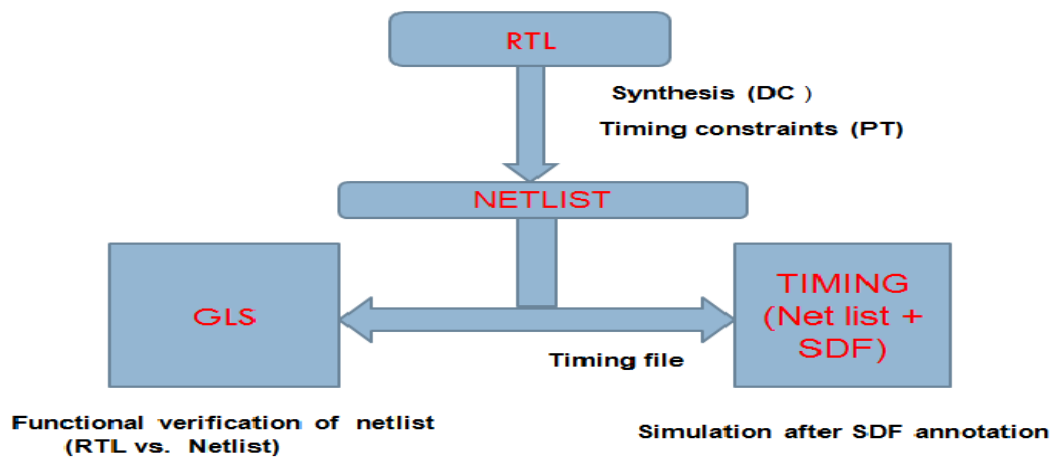 RTL
Synthesis (DC )
Timing constraints (PT)
NETLIST
GLS
TIMING
(Net list +
SDF)
Timing file
Functional verification of netlist
(RTL vs. Netlist)
Simulation after SDF annotation